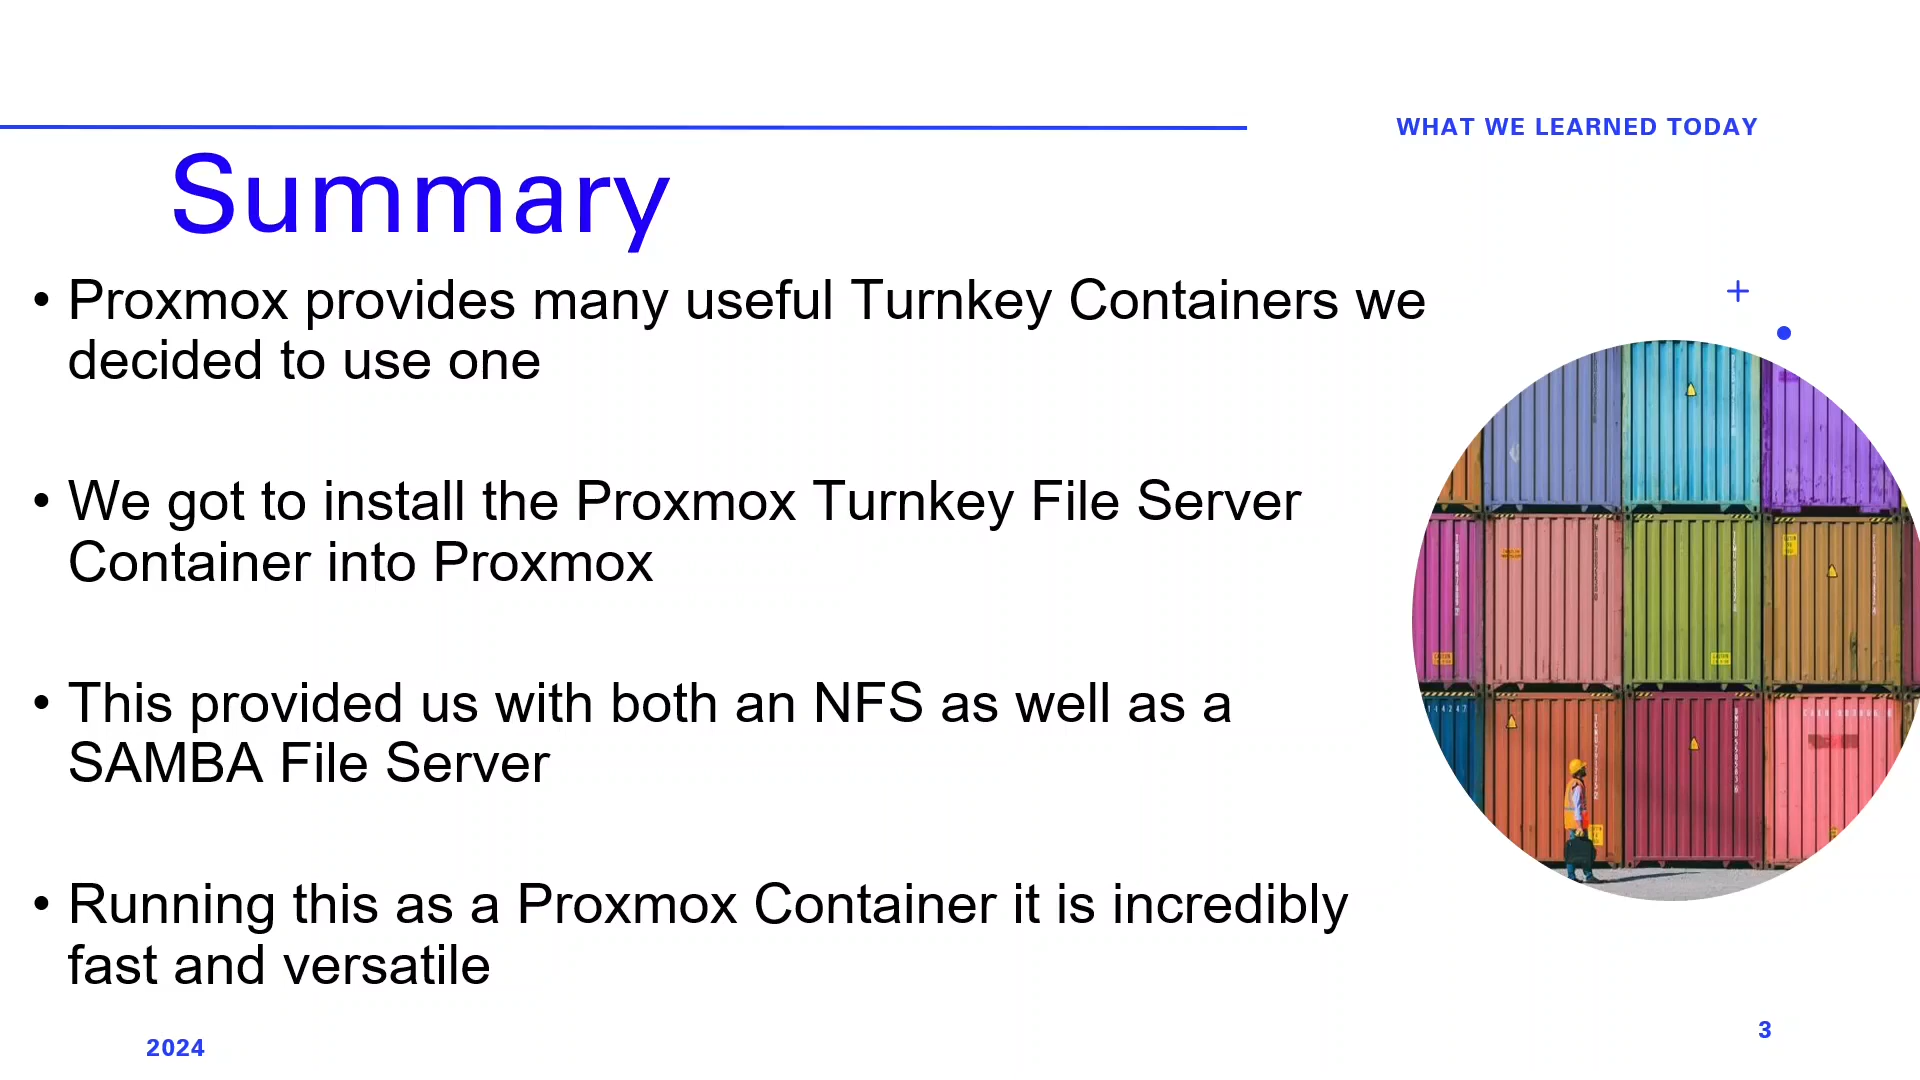 WHAT WE LEARNED TODAY
Summary
• Proxmox provides many useful Turnkey Containers we
decided to use one
• We got to install the Proxmox Turnkey File Server
Container into Proxmox
• This provided us with both an NFS as well as a
SAMBA File Server
• Running this as a Proxmox Container it is incredibly
fast and versatile
2024
3